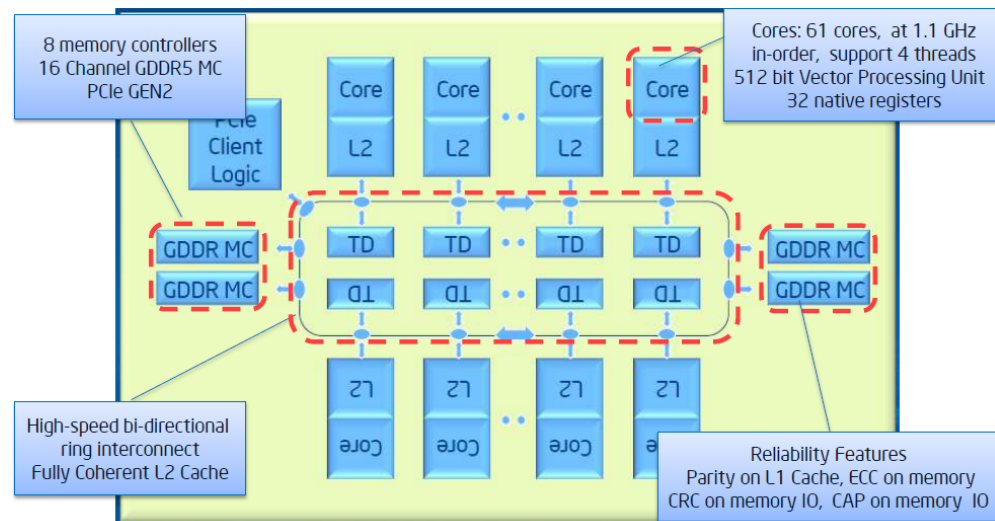 8 memory controllers
16 Channel GDDR5 MC
PCIe GEN2
Cores: 61 cores, at 1.1 GHz
in-order, support 4 threads
512 bit Vector Processing Unit
32 native registers
PCIe
Client
Logic
Core Core Core Core
L2 L2 L2 L2
GDDR MC
GDDR MC
TD TD TD TD
TD TD TD TD
GDDR MC
GDDR MC
L2 L2 L2 L2
Core Core Core Core
High-speed bi-directional
ring interconnect
Fully Coherent L2 Cache
Reliability Features
Parity on L1 Cache, ECC on memory
CRC on memory IO, CAP on memory IO